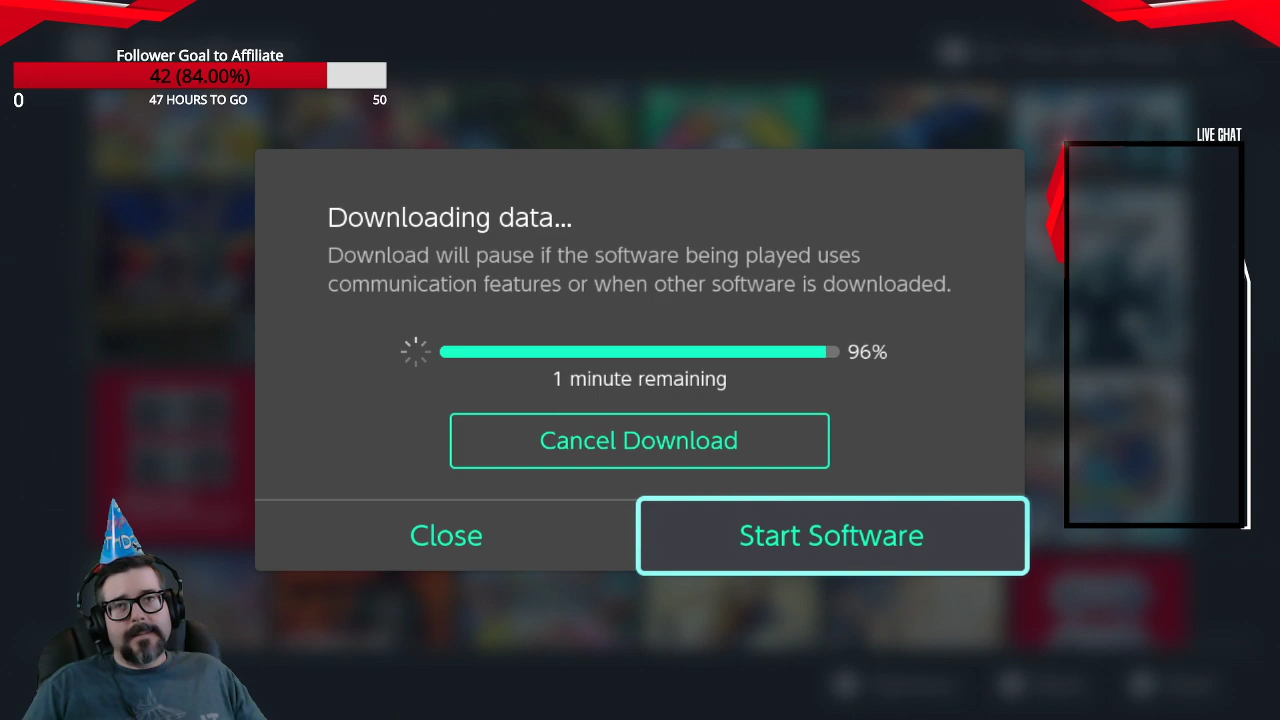 Follower Goal to Affiliate
42 (84.00%)
0
47 HOURS TO GO
50
LIVE CHAT
Downloading data...
Download will pause if the software being played uses
communication features or when other software is downloaded.
96%
1 minute remaining
Cancel Download
Close
Start Software